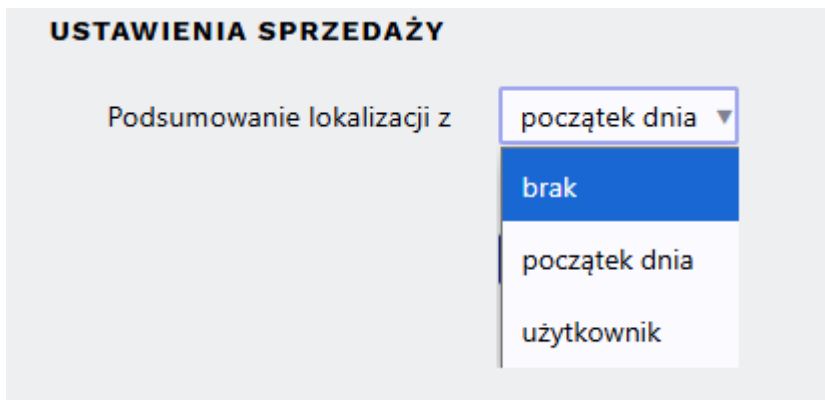 USTAWIENIA SPRZEDAŻY
Podsumowanie lokalizacji z początek dnia
brak
początek dnia
użytkownik